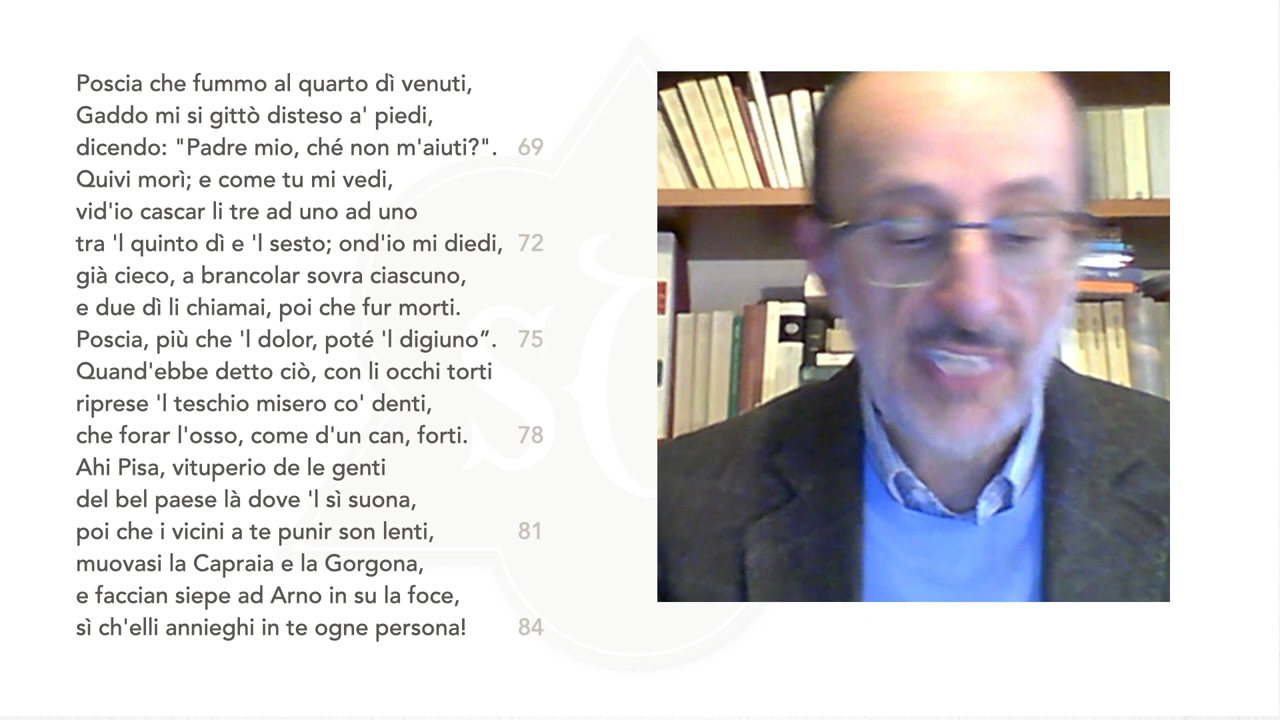 Poscia che fummo al quarto dì venuti,
Gaddo mi si gittò disteso a' piedi,
dicendo: "Padre mio, ché non m'aiuti?". 69
Quivi morì; e come tu mi vedi,
vid'io cascar li tre ad uno ad uno
tra 'l quinto dì e 'l sesto; ond'io mi diedi, 72
già cieco, a brancolar sovra ciascuno,
e due dì li chiamai, poi che fur morti.
Poscia, più che 'l dolor, poté 'l digiuno”. 75
Quand'ebbe detto ciò, con li occhi torti
riprese 'l teschio misero co' denti,
che forar l'osso, come d'un can, forti. 78
Ahi Pisa, vituperio de le genti
del bel paese là dove 'l sì suona,
poi che i vicini a te punir son lenti, 81
muovasi la Capraia e la Gorgona,
e faccian siepe ad Arno in su la foce,
sì ch'elli annieghi in te ogne persona! 84